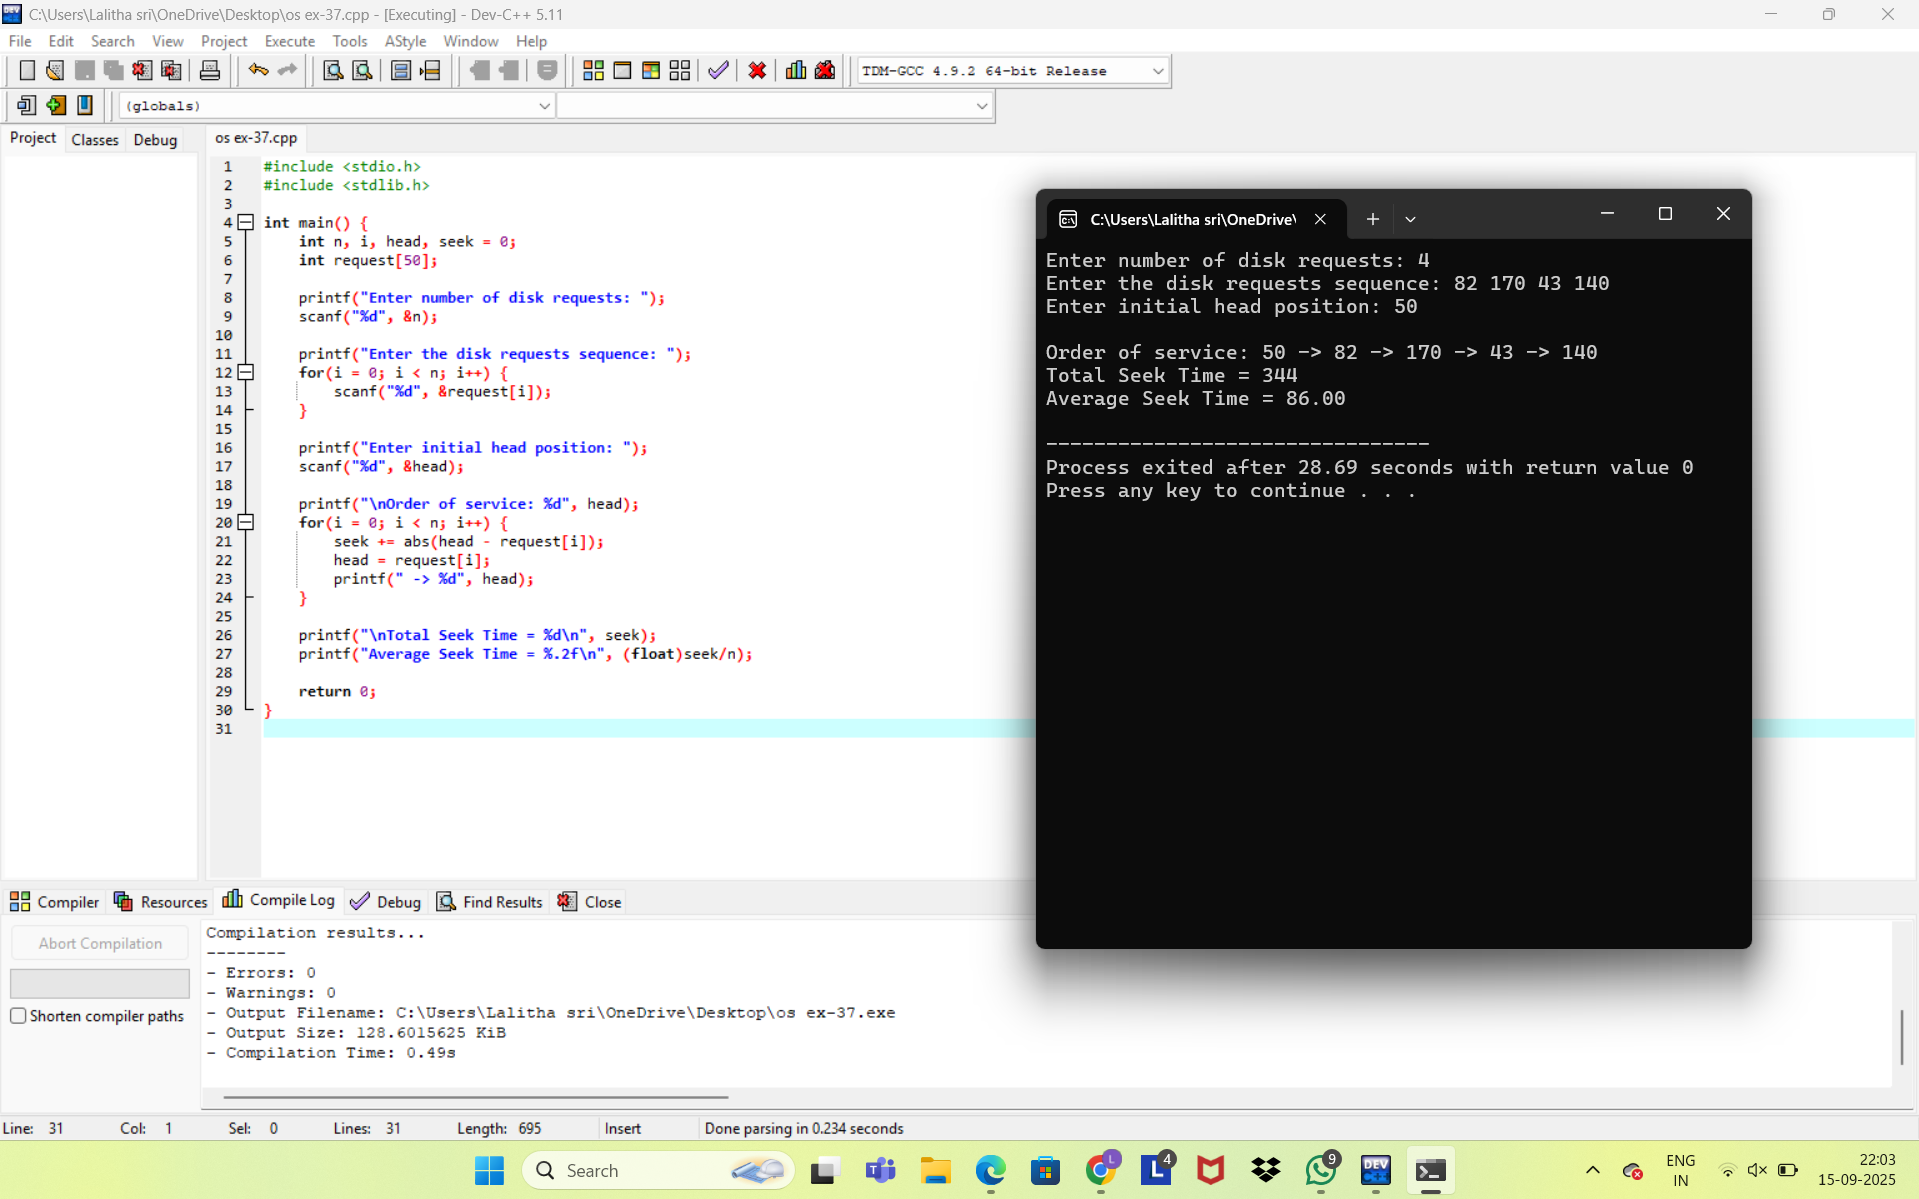 C:\Users\Lalitha sri\OneDrive\Desktop\os ex-37.cpp - [Executing] - Dev-C++ 5.11
File Edit Search View Project Execute Tools AStyle Window Help
TDM-GCC 4.9.2 64-bit Release
(globals)
Project Classes Debug
os ex-37.cpp
1 #include <stdio.h>
2 #include <stdlib.h>
3
4 int main() {
5 int n, i, head, seek = 0;
6 int request[50];
7
8 printf("Enter number of disk requests: ");
9 scanf("%d", &n);
10
11 printf("Enter the disk requests sequence: ");
12 for(i = 0; i < n; i++) {
13 scanf("%d", &request[i]);
14 }
15
16 printf("Enter initial head position: ");
17 scanf("%d", &head);
18
19 printf("\nOrder of service: %d", head);
20 for(i = 0; i < n; i++) {
21 seek += abs(head - request[i]);
22 head = request[i];
23 printf(" -> %d", head);
24 }
25
26 printf("\nTotal Seek Time = %d\n", seek);
27 printf("Average Seek Time = %.2f\n", (float)seek/n);
28
29 return 0;
30 }
31
C:\Users\Lalitha sri\OneDrive\
Enter number of disk requests: 4
Enter the disk requests sequence: 82 170 43 140
Enter initial head position: 50
Order of service: 50 -> 82 -> 170 -> 43 -> 140
Total Seek Time = 344
Average Seek Time = 86.00
--------------------------------
Process exited after 28.69 seconds with return value 0
Press any key to continue . . .
Compiler Resources Compile Log Debug Find Results Close
Abort Compilation
Shorten compiler paths
Compilation results...
--------
- Errors: 0
- Warnings: 0
- Output Filename: C:\Users\Lalitha sri\OneDrive\Desktop\os ex-37.exe
- Output Size: 128.6015625 KiB
- Compilation Time: 0.49s
Line: 31 Col: 1 Sel: 0 Lines: 31 Length: 695 Insert Done parsing in 0.234 seconds
Search
L
L 4
9
DEV C++
ENG
IN
22:03
15-09-2025